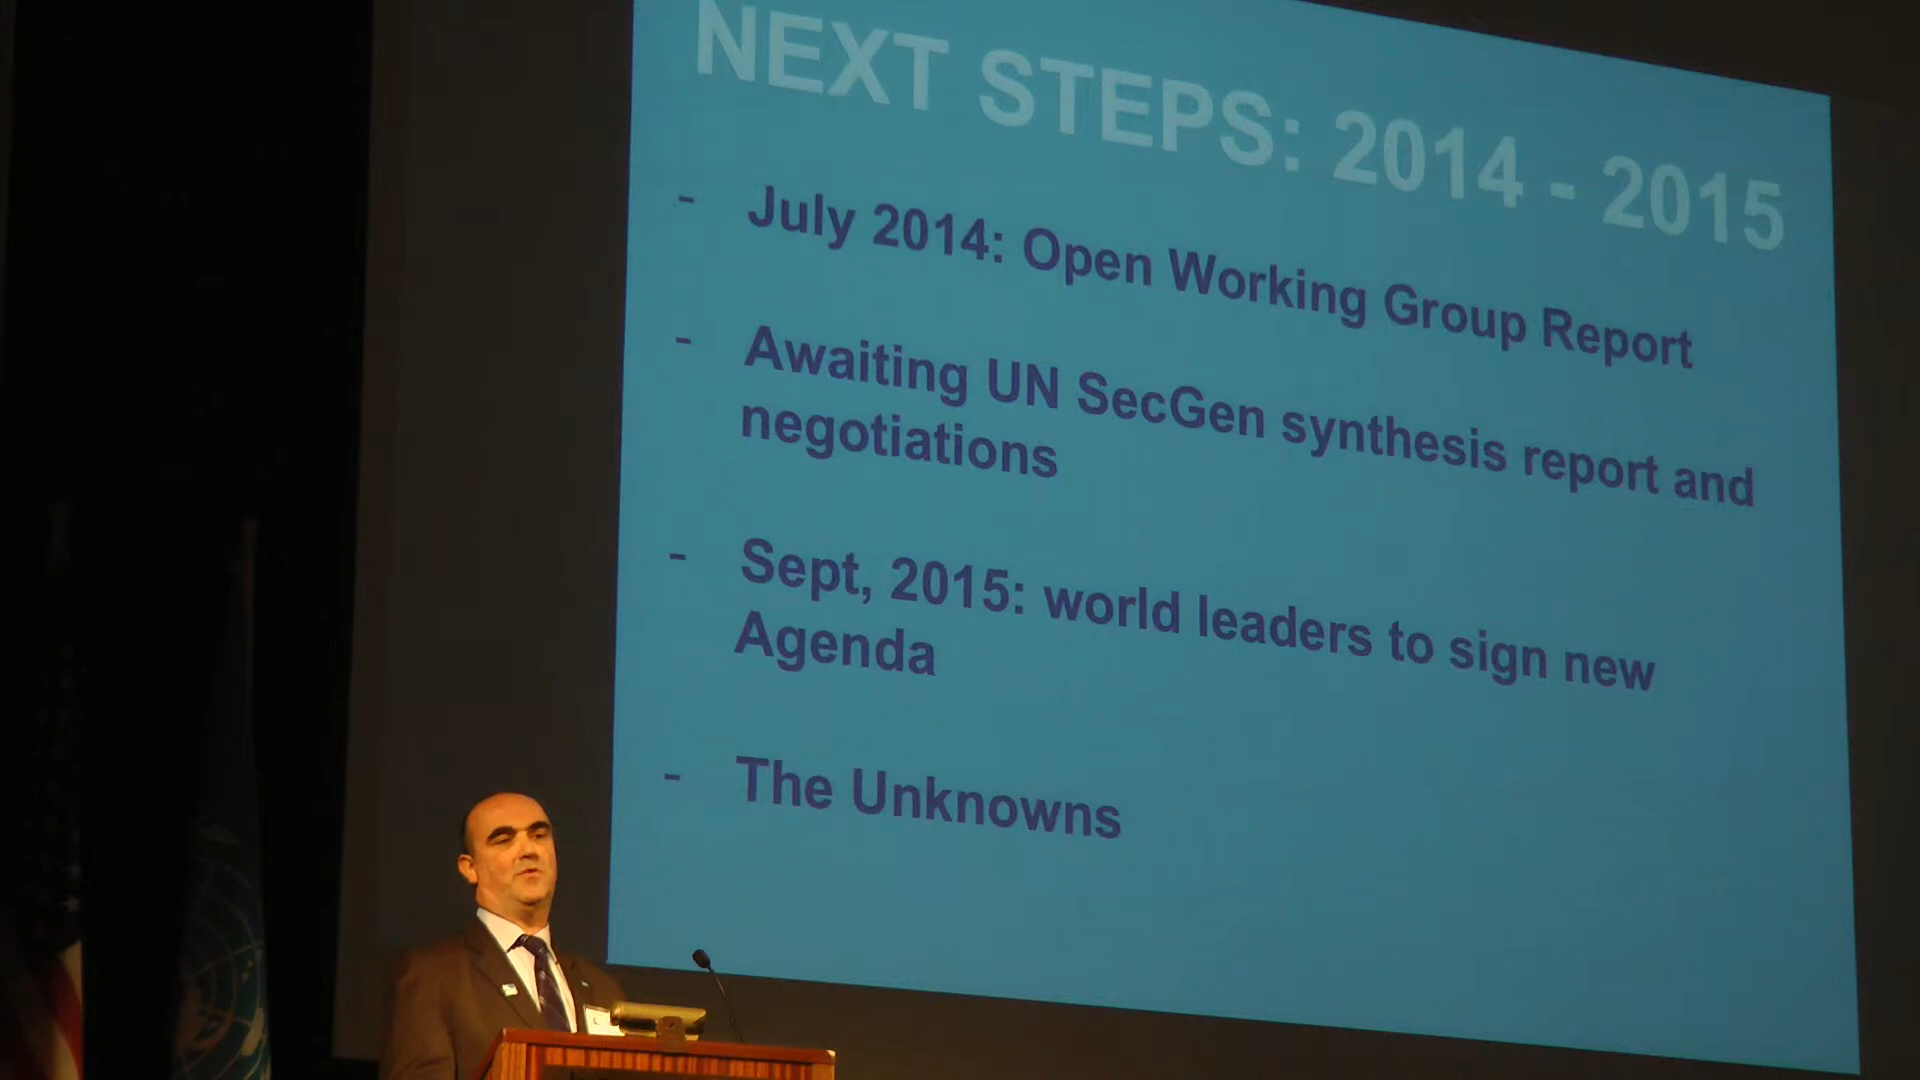 NEXT STEPS: 2014 - 2015
- July 2014: Open Working Group Report
- Awaiting UN SecGen synthesis report and
negotiations
- Sept, 2015: world leaders to sign new
Agenda
- The Unknowns